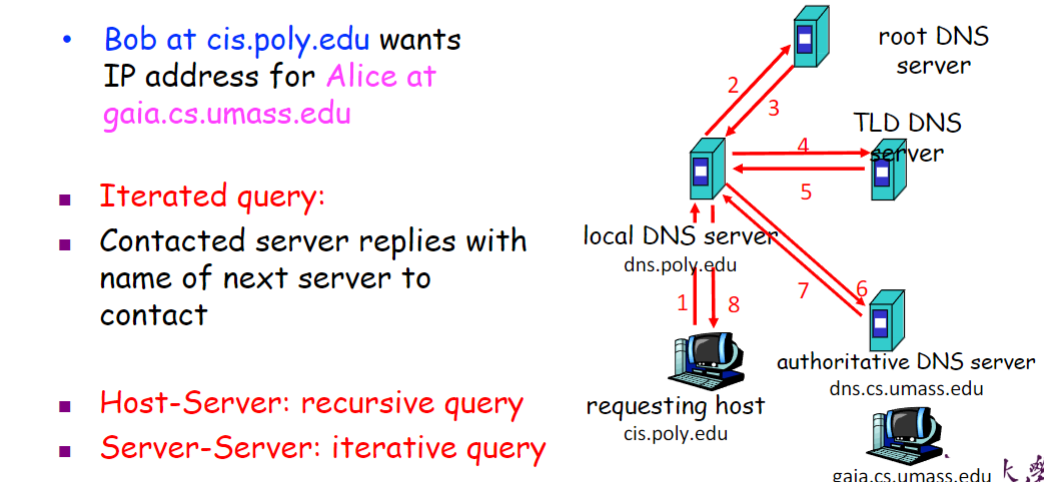 Bob at cis.poly.edu wants
IP address for Alice at
gaia.cs.umass.edu
Iterated query:
Contacted server replies with
name of next server to
contact
Host-Server: recursive query
Server-Server: iterative query
root DNS
server
2
3
TLD DNS
server
4
5
local DNS server
dns.poly.edu
1
8
7
6
authoritative DNS server
dns.cs.umass.edu
requesting host
cis.poly.edu
gaia.cs.umass.edu